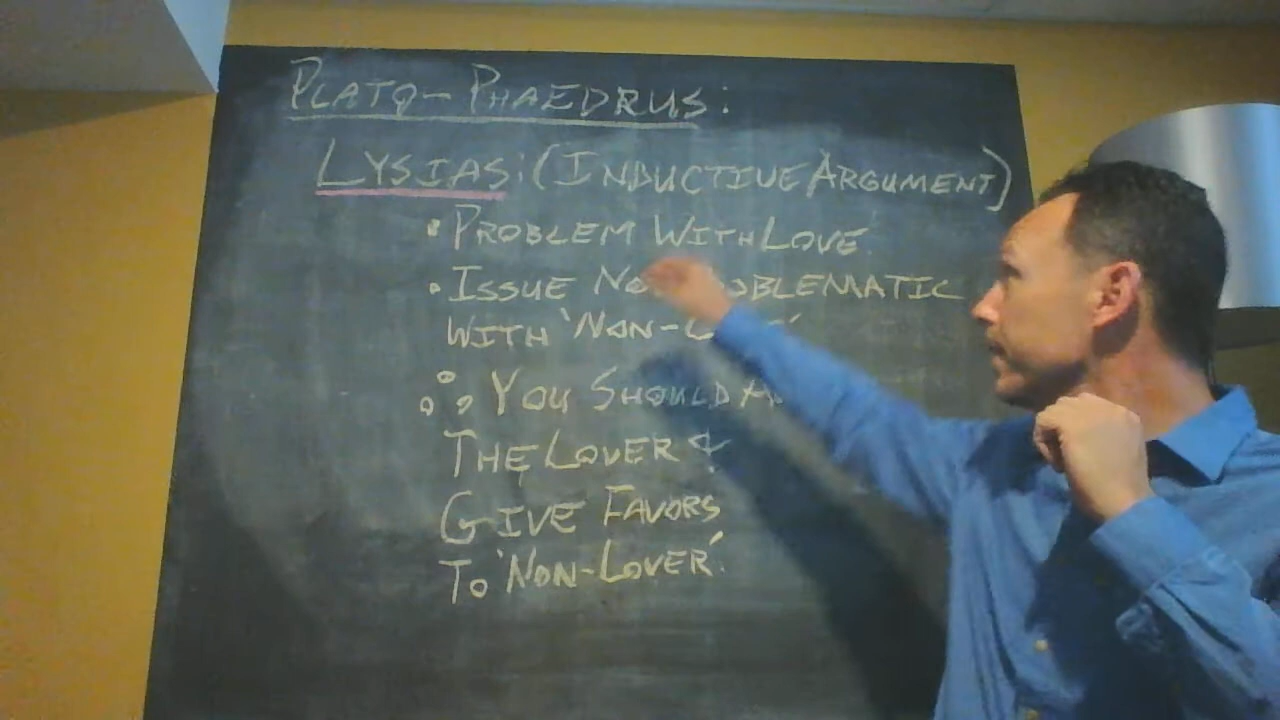 PLATO-PHAEDRUS:
LYSIAS: (INDUCTIVE ARGUMENT)
• PROBLEM WITH LOVE.
• ISSUE OBLEMATIC
WITH 'NON-
∴ YOU SHOULD
THE LOVER &
GIVE FAVORS
TO 'NON-LOVER'.